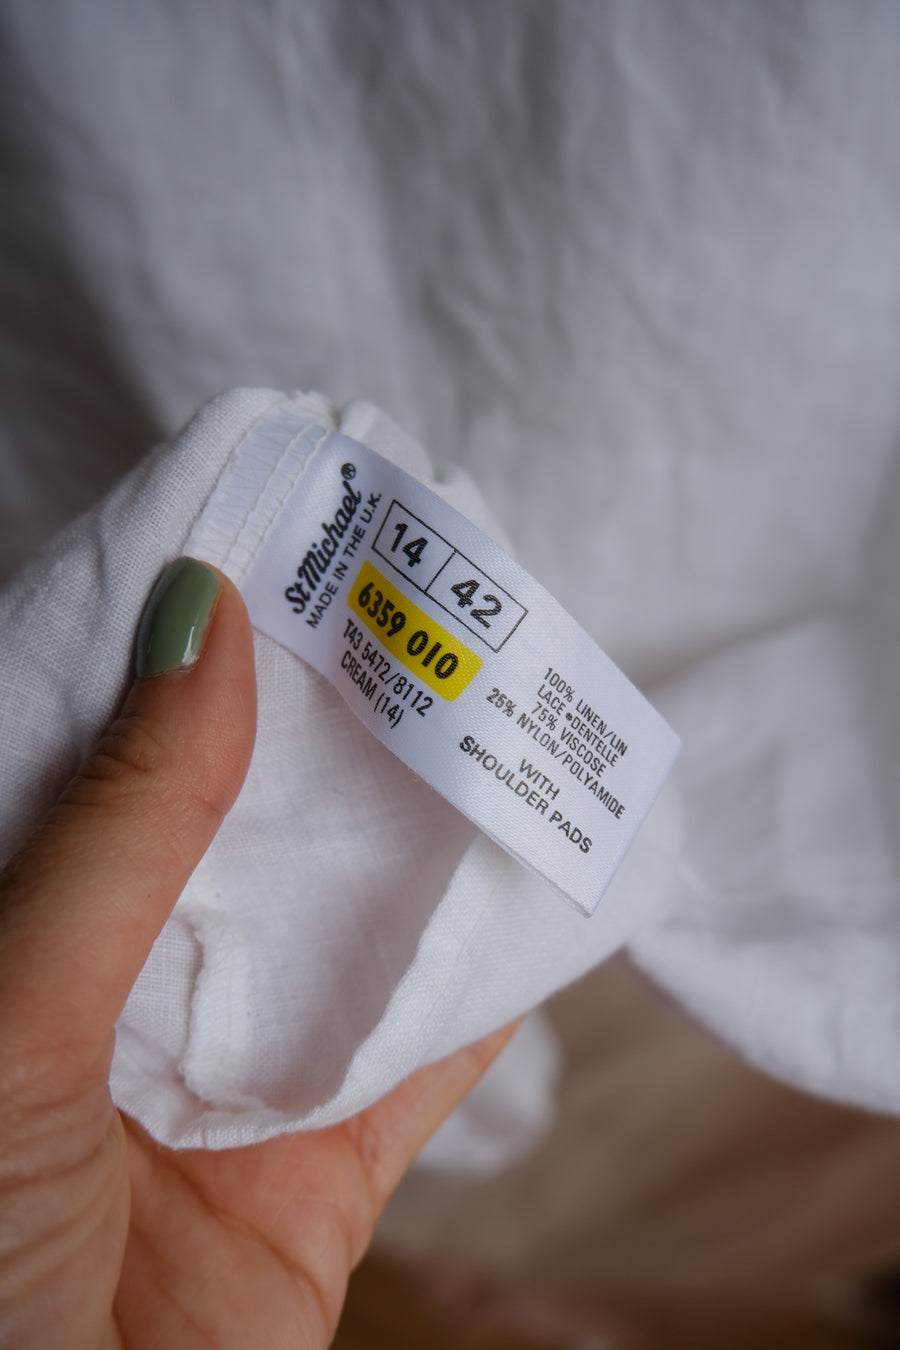 St Michael®
MADE IN THE U.K.
14 42
6359 010
T43 5472/8112
CREAM (14)
100% LINEN/LIN
LACE • DENTELLE
75% VISCOSE
25% NYLON/POLYAMIDE
WITH
SHOULDER PADS